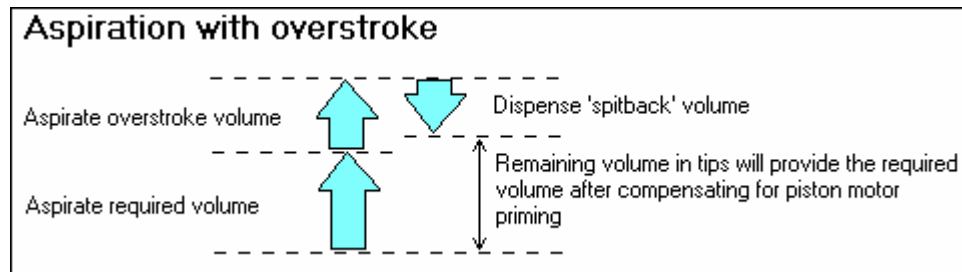 Aspiration with overstroke
Aspirate overstroke volume
Dispense 'spitback' volume
Aspirate required volume
Remaining volume in tips will provide the required
volume after compensating for piston motor
priming